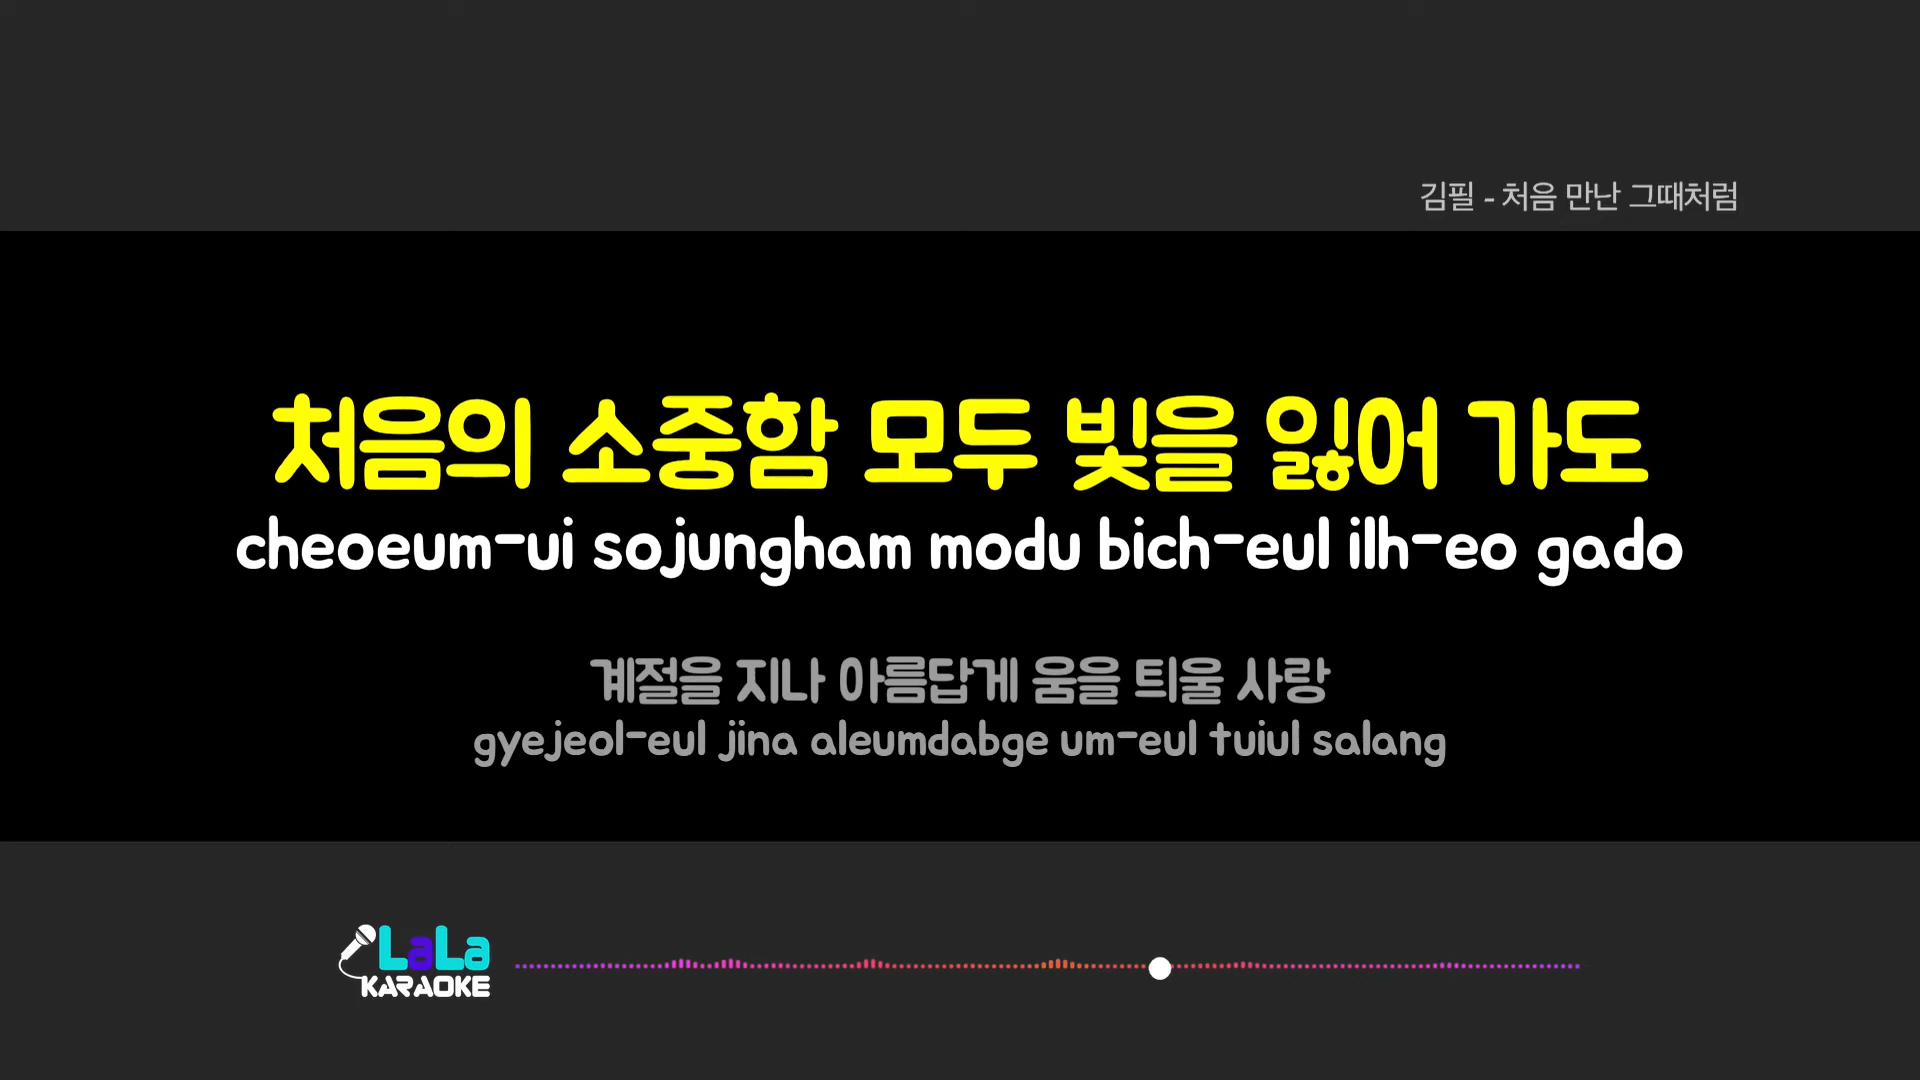 김필 - 처음 만난 그때처럼
처음의 소중함 모두 빛을 잃어 가도
cheoeum-ui sojungham modu bich-eul ilh-eo gado
계절을 지나 아름답게 움을 틔울 사랑
gyejeol-eul jina aleumdabge um-eul tuiul salang
LaLa
KARAOKE